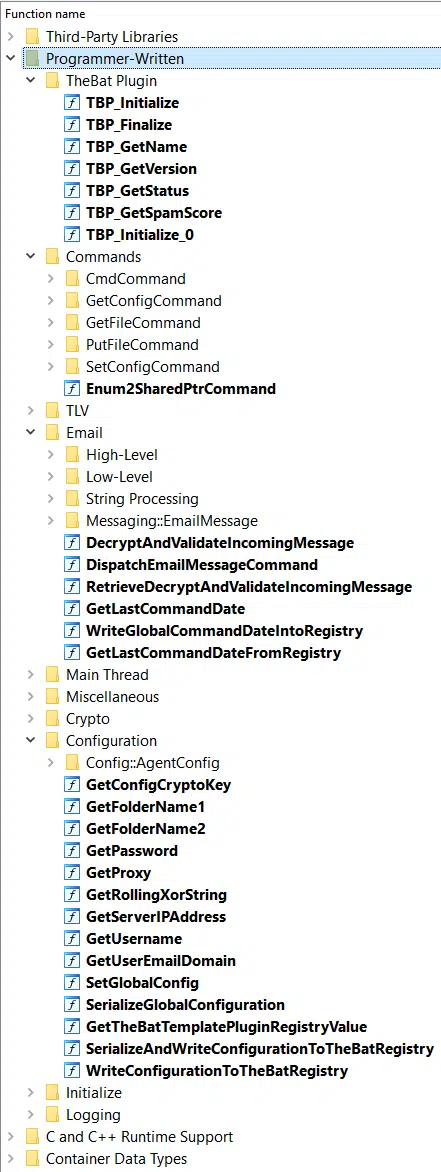 Function name
Third-Party Libraries
Programmer-Written
TheBat Plugin
TBP_Initialize
TBP_Finalize
TBP_GetName
TBP_GetVersion
TBP_GetStatus
TBP_GetSpamScore
TBP_Initialize_0
Commands
CmdCommand
GetConfigCommand
GetFileCommand
PutFileCommand
SetConfigCommand
Enum2SharedPtrCommand
TLV
Email
High-Level
Low-Level
String Processing
Messaging::EmailMessage
DecryptAndValidateIncomingMessage
DispatchEmailMessageCommand
RetrieveDecryptAndValidateIncomingMessage
GetLastCommandDate
WriteGlobalCommandDateIntoRegistry
GetLastCommandDateFromRegistry
Main Thread
Miscellaneous
Crypto
Configuration
Config::AgentConfig
GetConfigCryptoKey
GetFolderName1
GetFolderName2
GetPassword
GetProxy
GetRollingXorString
GetServerIPAddress
GetUsername
GetUserEmailDomain
SetGlobalConfig
SerializeGlobalConfiguration
GetTheBatTemplatePluginRegistryValue
SerializeAndWriteConfigurationToTheBatRegistry
WriteConfigurationToTheBatRegistry
Initialize
Logging
C and C++ Runtime Support
Container Data Types